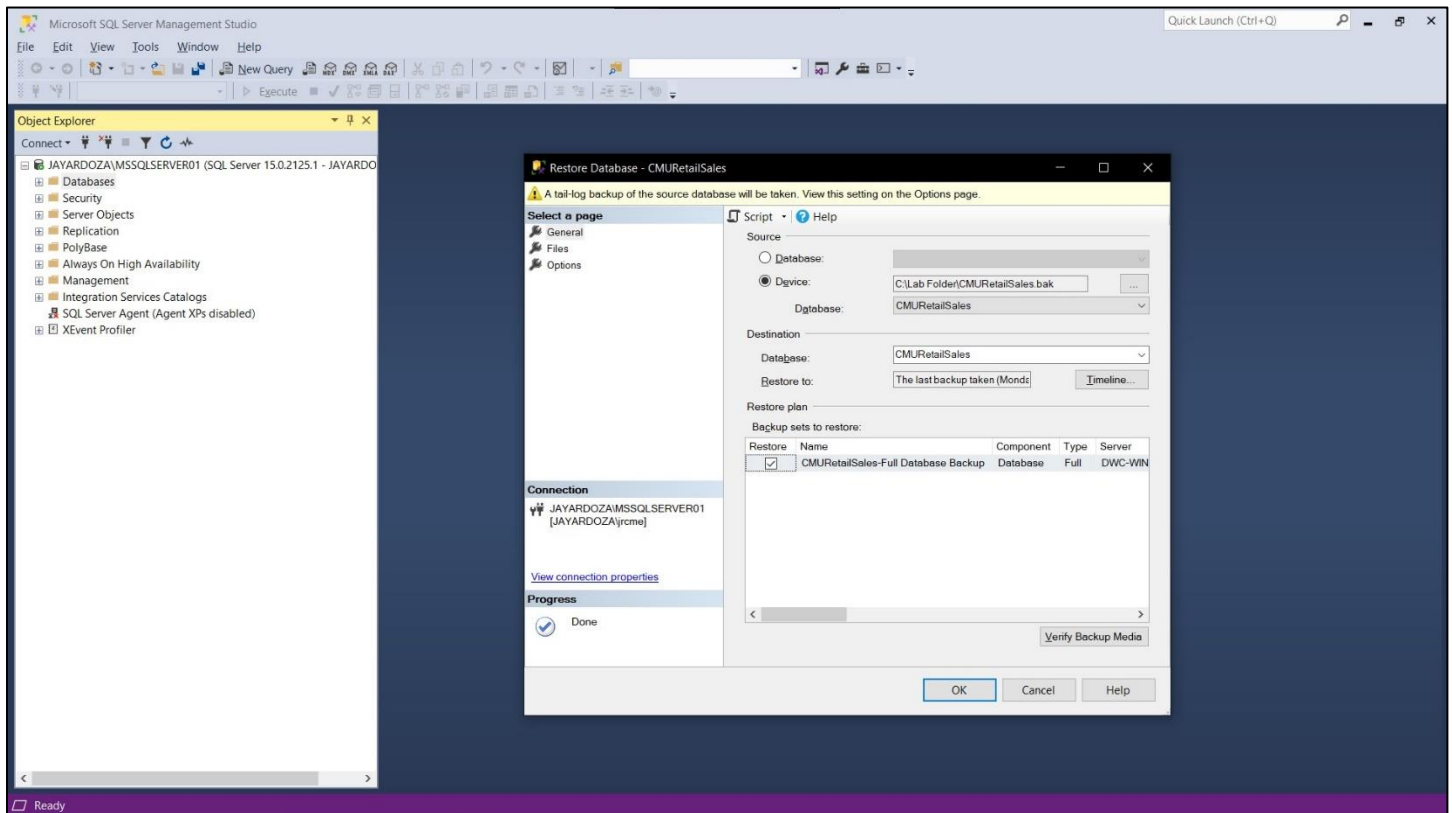 Microsoft SQL Server Management Studio
Quick Launch (Ctrl+Q)
File Edit View Tools Window Help
New Query MDX DMX XMLA DAX
Execute
Object Explorer
Connect
JAYARDOZA\MSSQLSERVER01 (SQL Server 15.0.2125.1 - JAYARDO
Databases
Security
Server Objects
Replication
PolyBase
Always On High Availability
Management
Integration Services Catalogs
SQL Server Agent (Agent XPs disabled)
XEvent Profiler
Restore Database - CMURetailSales
A tail-log backup of the source database will be taken. View this setting on the Options page.
Select a page
General
Files
Options
Connection
JAYARDOZA\MSSQLSERVER01
[JAYARDOZA\jrcme]
View connection properties
Progress
Done
Script Help
Source
Database:
Device: C:\Lab Folder\CMURetailSales.bak ...
Database: CMURetailSales
Destination
Database: CMURetailSales
Restore to: The last backup taken (Monda Timeline...
Restore plan
Backup sets to restore:
Restore Name Component Type Server
CMURetailSales-Full Database Backup Database Full DWC-WIN
Verify Backup Media
OK Cancel Help
Ready